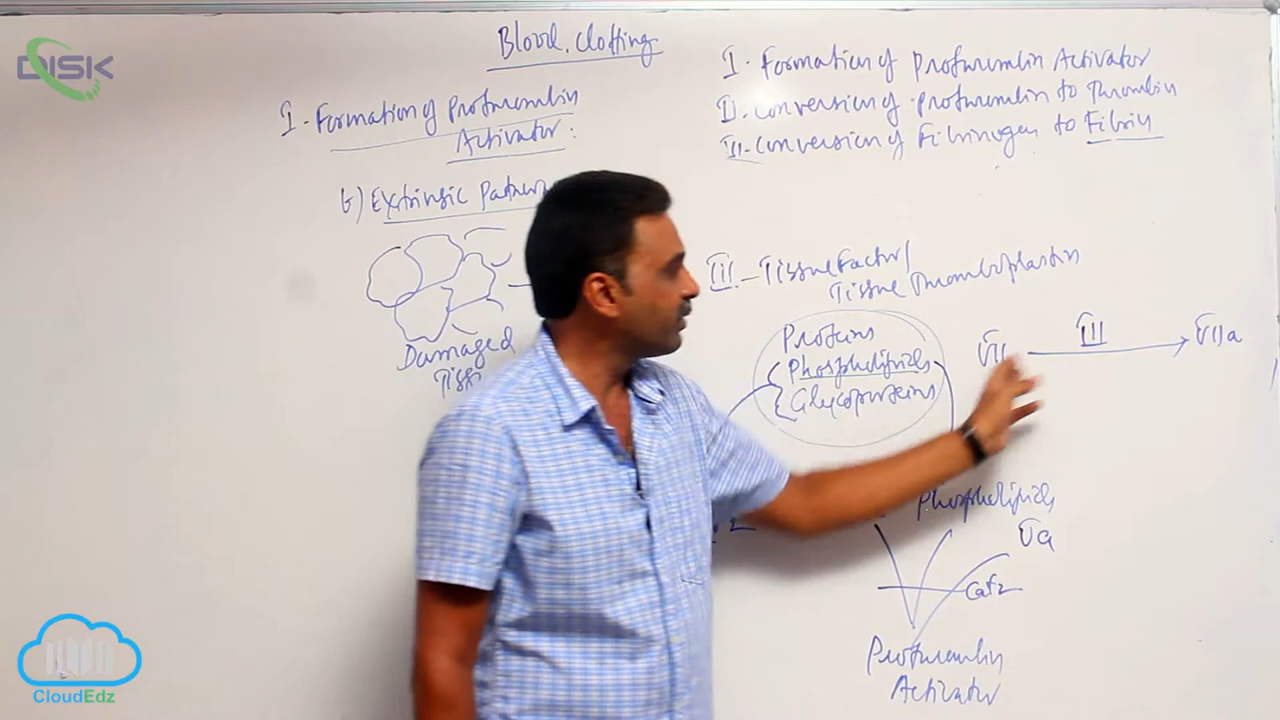 DISK
Blood clotting
I. Formation of Prothrombin Activator
II. Conversion of prothrombin to Thrombin
III. Conversion of Fibrinogen to Fibrin
I. Formation of Prothrombin
Activator:
Extrinsic
Damaged
III - Tissue Factor/
Tissue Thromboplastin
Proteins
Phospholipids
Glycoproteins
VII III VIIa
Phospholipids
Va
Ca+2
Prothrombin
Activator
CloudEdz